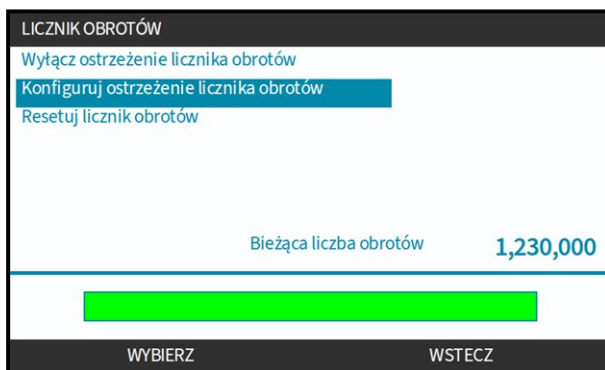 LICZNIK OBROTÓW
Wyłącz ostrzeżenie licznika obrotów
Konfiguruj ostrzeżenie licznika obrotów
Resetuj licznik obrotów
Bieżąca liczba obrotów 1,230,000
WYBIERZ WSTECZ